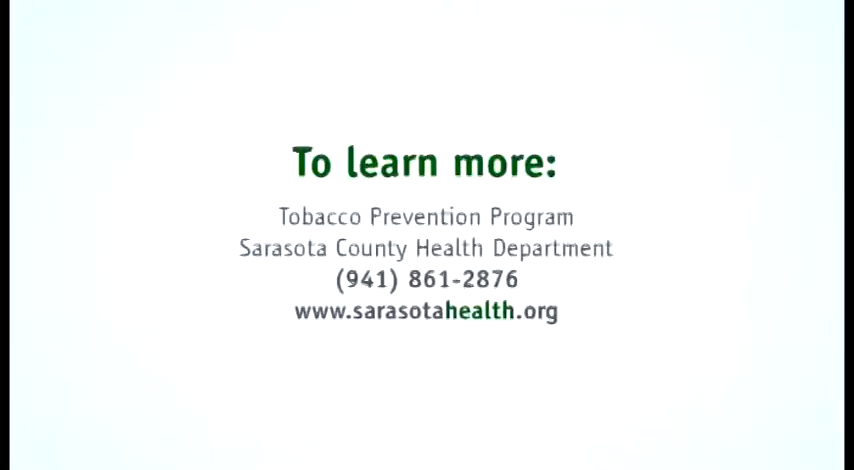 To learn more:
Tobacco Prevention Program
Sarasota County Health Department
(941) 861-2876
www.sarasotahealth.org